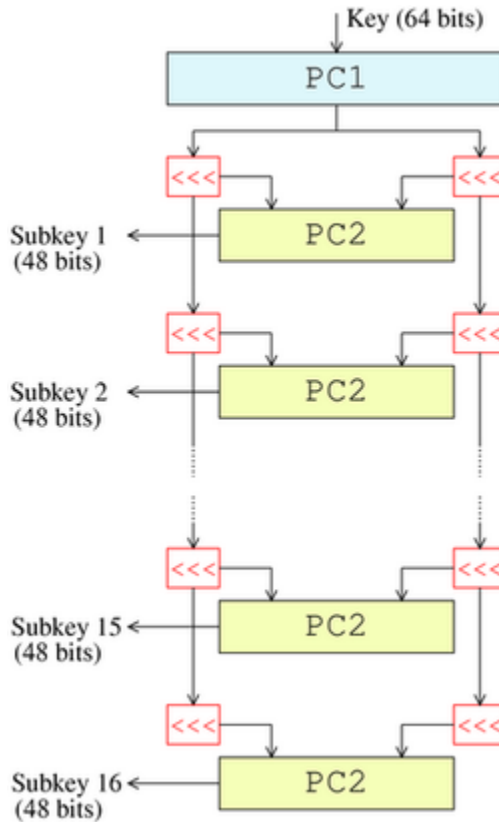 Key (64 bits)
PC1
<<< <<<
PC2
Subkey 1
(48 bits)
<<< <<<
PC2
Subkey 2
(48 bits)
<<< <<<
PC2
Subkey 15
(48 bits)
<<< <<<
PC2
Subkey 16
(48 bits)